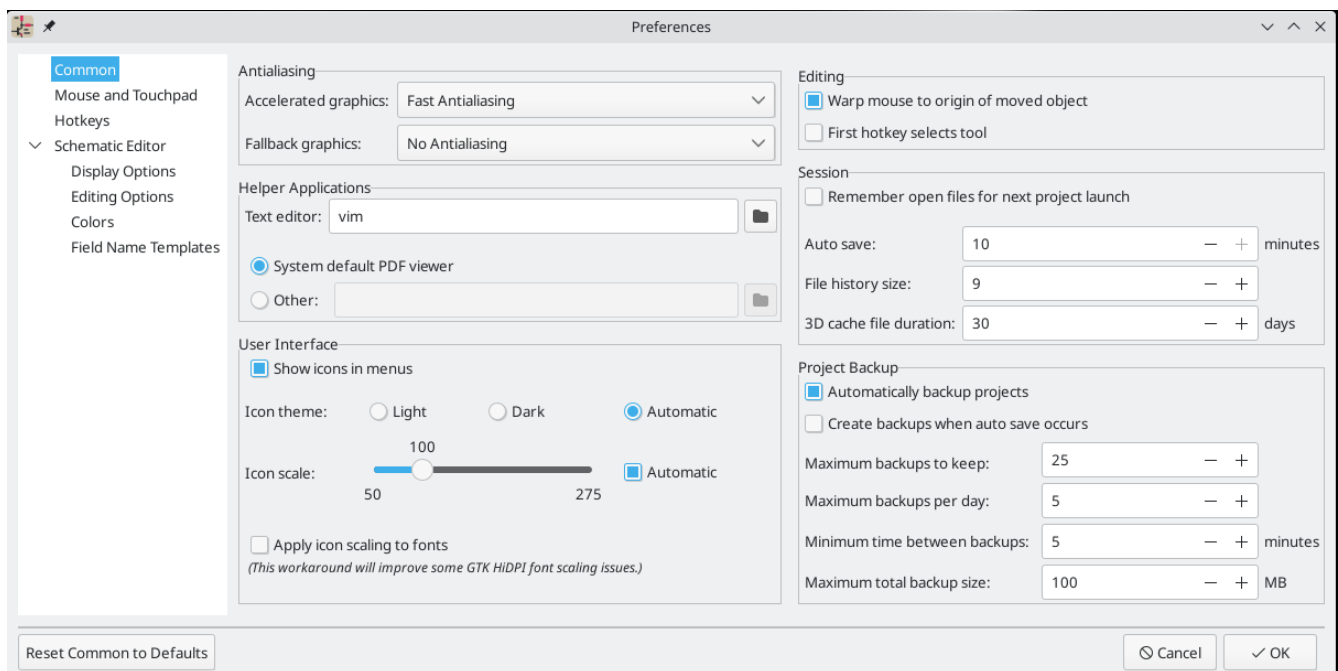 Preferences
Common
Mouse and Touchpad
Hotkeys
Schematic Editor
Display Options
Editing Options
Colors
Field Name Templates
Antialiasing
Accelerated graphics: Fast Antialiasing
Fallback graphics: No Antialiasing
Helper Applications
Text editor: vim
System default PDF viewer
Other:
User Interface
Show icons in menus
Icon theme: Light Dark Automatic
100
Icon scale: Automatic
50 275
Apply icon scaling to fonts
(This workaround will improve some GTK HiDPI font scaling issues.)
Editing
Warp mouse to origin of moved object
First hotkey selects tool
Session
Remember open files for next project launch
Auto save: 10 minutes
File history size: 9
3D cache file duration: 30 days
Project Backup
Automatically backup projects
Create backups when auto save occurs
Maximum backups to keep: 25
Maximum backups per day: 5
Minimum time between backups: 5 minutes
Maximum total backup size: 100 MB
Reset Common to Defaults
Cancel
OK